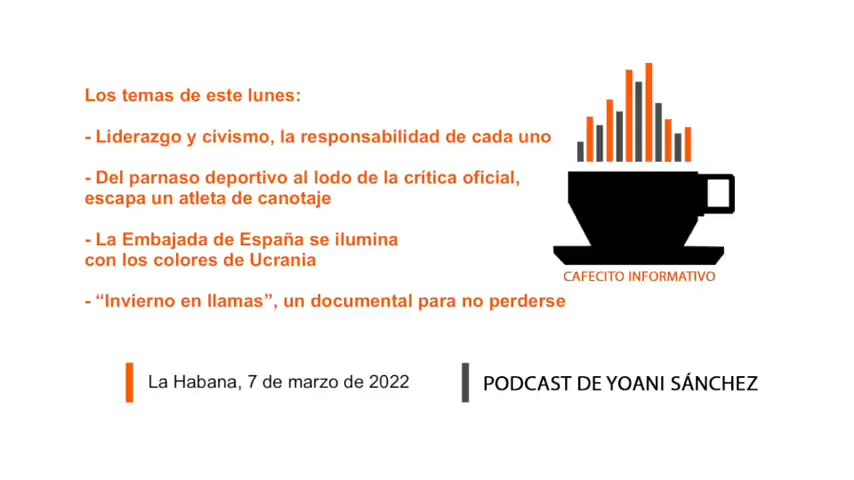 Los temas de este lunes:
- Liderazgo y civismo, la responsabilidad de cada uno
- Del parnaso deportivo al lodo de la crítica oficial,
escapa un atleta de canotaje
- La Embajada de España se ilumina
con los colores de Ucrania
- “Invierno en llamas”, un documental para no perderse
CAFECITO INFORMATIVO
La Habana, 7 de marzo de 2022
PODCAST DE YOANI SÁNCHEZ